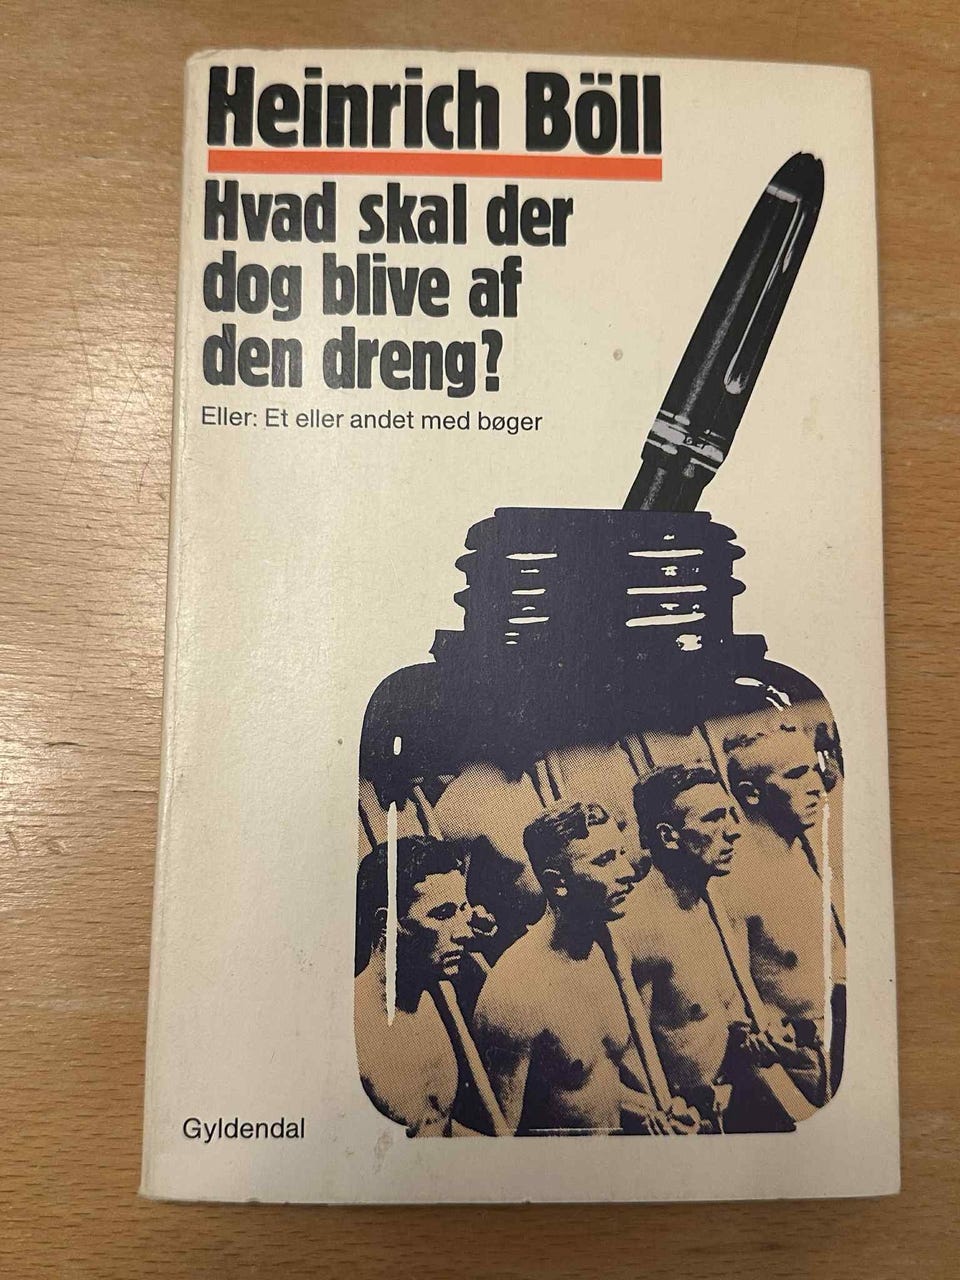 Heinrich Böll
Hvad skal der
dog blive af
den dreng?
Eller: Et eller andet med bøger
Gyldendal